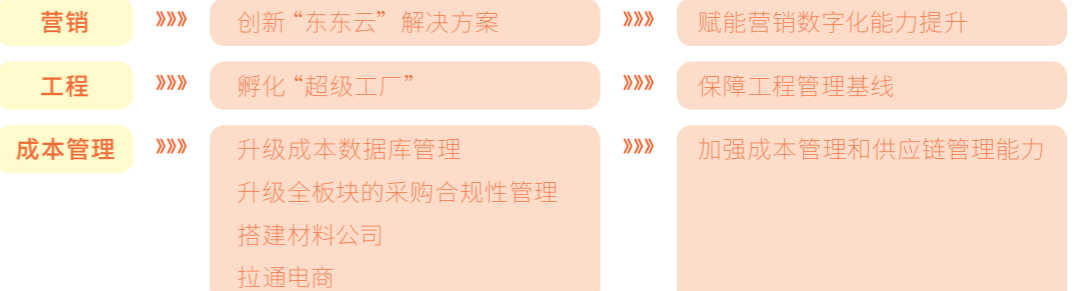 营销 》》》 创新“东东云”解决方案 》》》 赋能营销数字化能力提升
工程 》》》 孵化“超级工厂” 》》》 保障工程管理基线
成本管理 》》》 升级成本数据库管理 》》》 加强成本管理和供应链管理能力
升级全板块的采购合规性管理
搭建材料公司
拉通电商